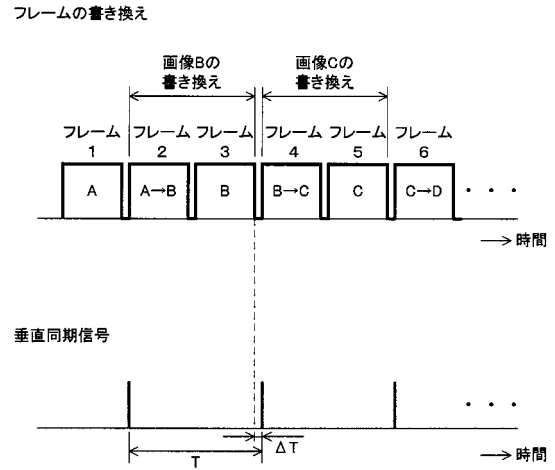 フレームの書き換え
画像Bの
書き換え
画像Cの
書き換え
フレーム
1
フレーム
2
フレーム
3
フレーム
4
フレーム
5
フレーム
6
A
A→B
B
B→C
C
C→D
・・・
時間
垂直同期信号
・・・
ΔT
T
時間